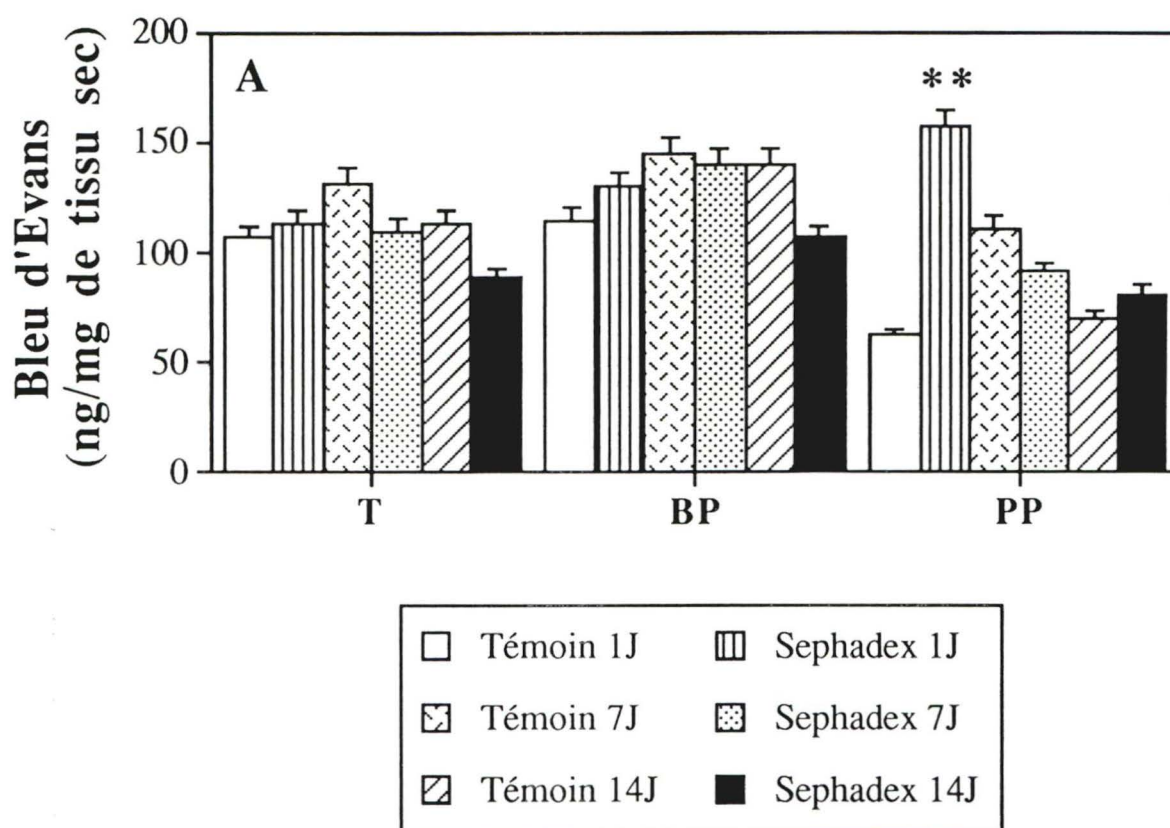 200
A
**
150
100
50
0
Bleu d'Evans
(ng/mg de tissu sec)
T BP PP
Témoin 1J Sephadex 1J
Témoin 7J Sephadex 7J
Témoin 14J Sephadex 14J